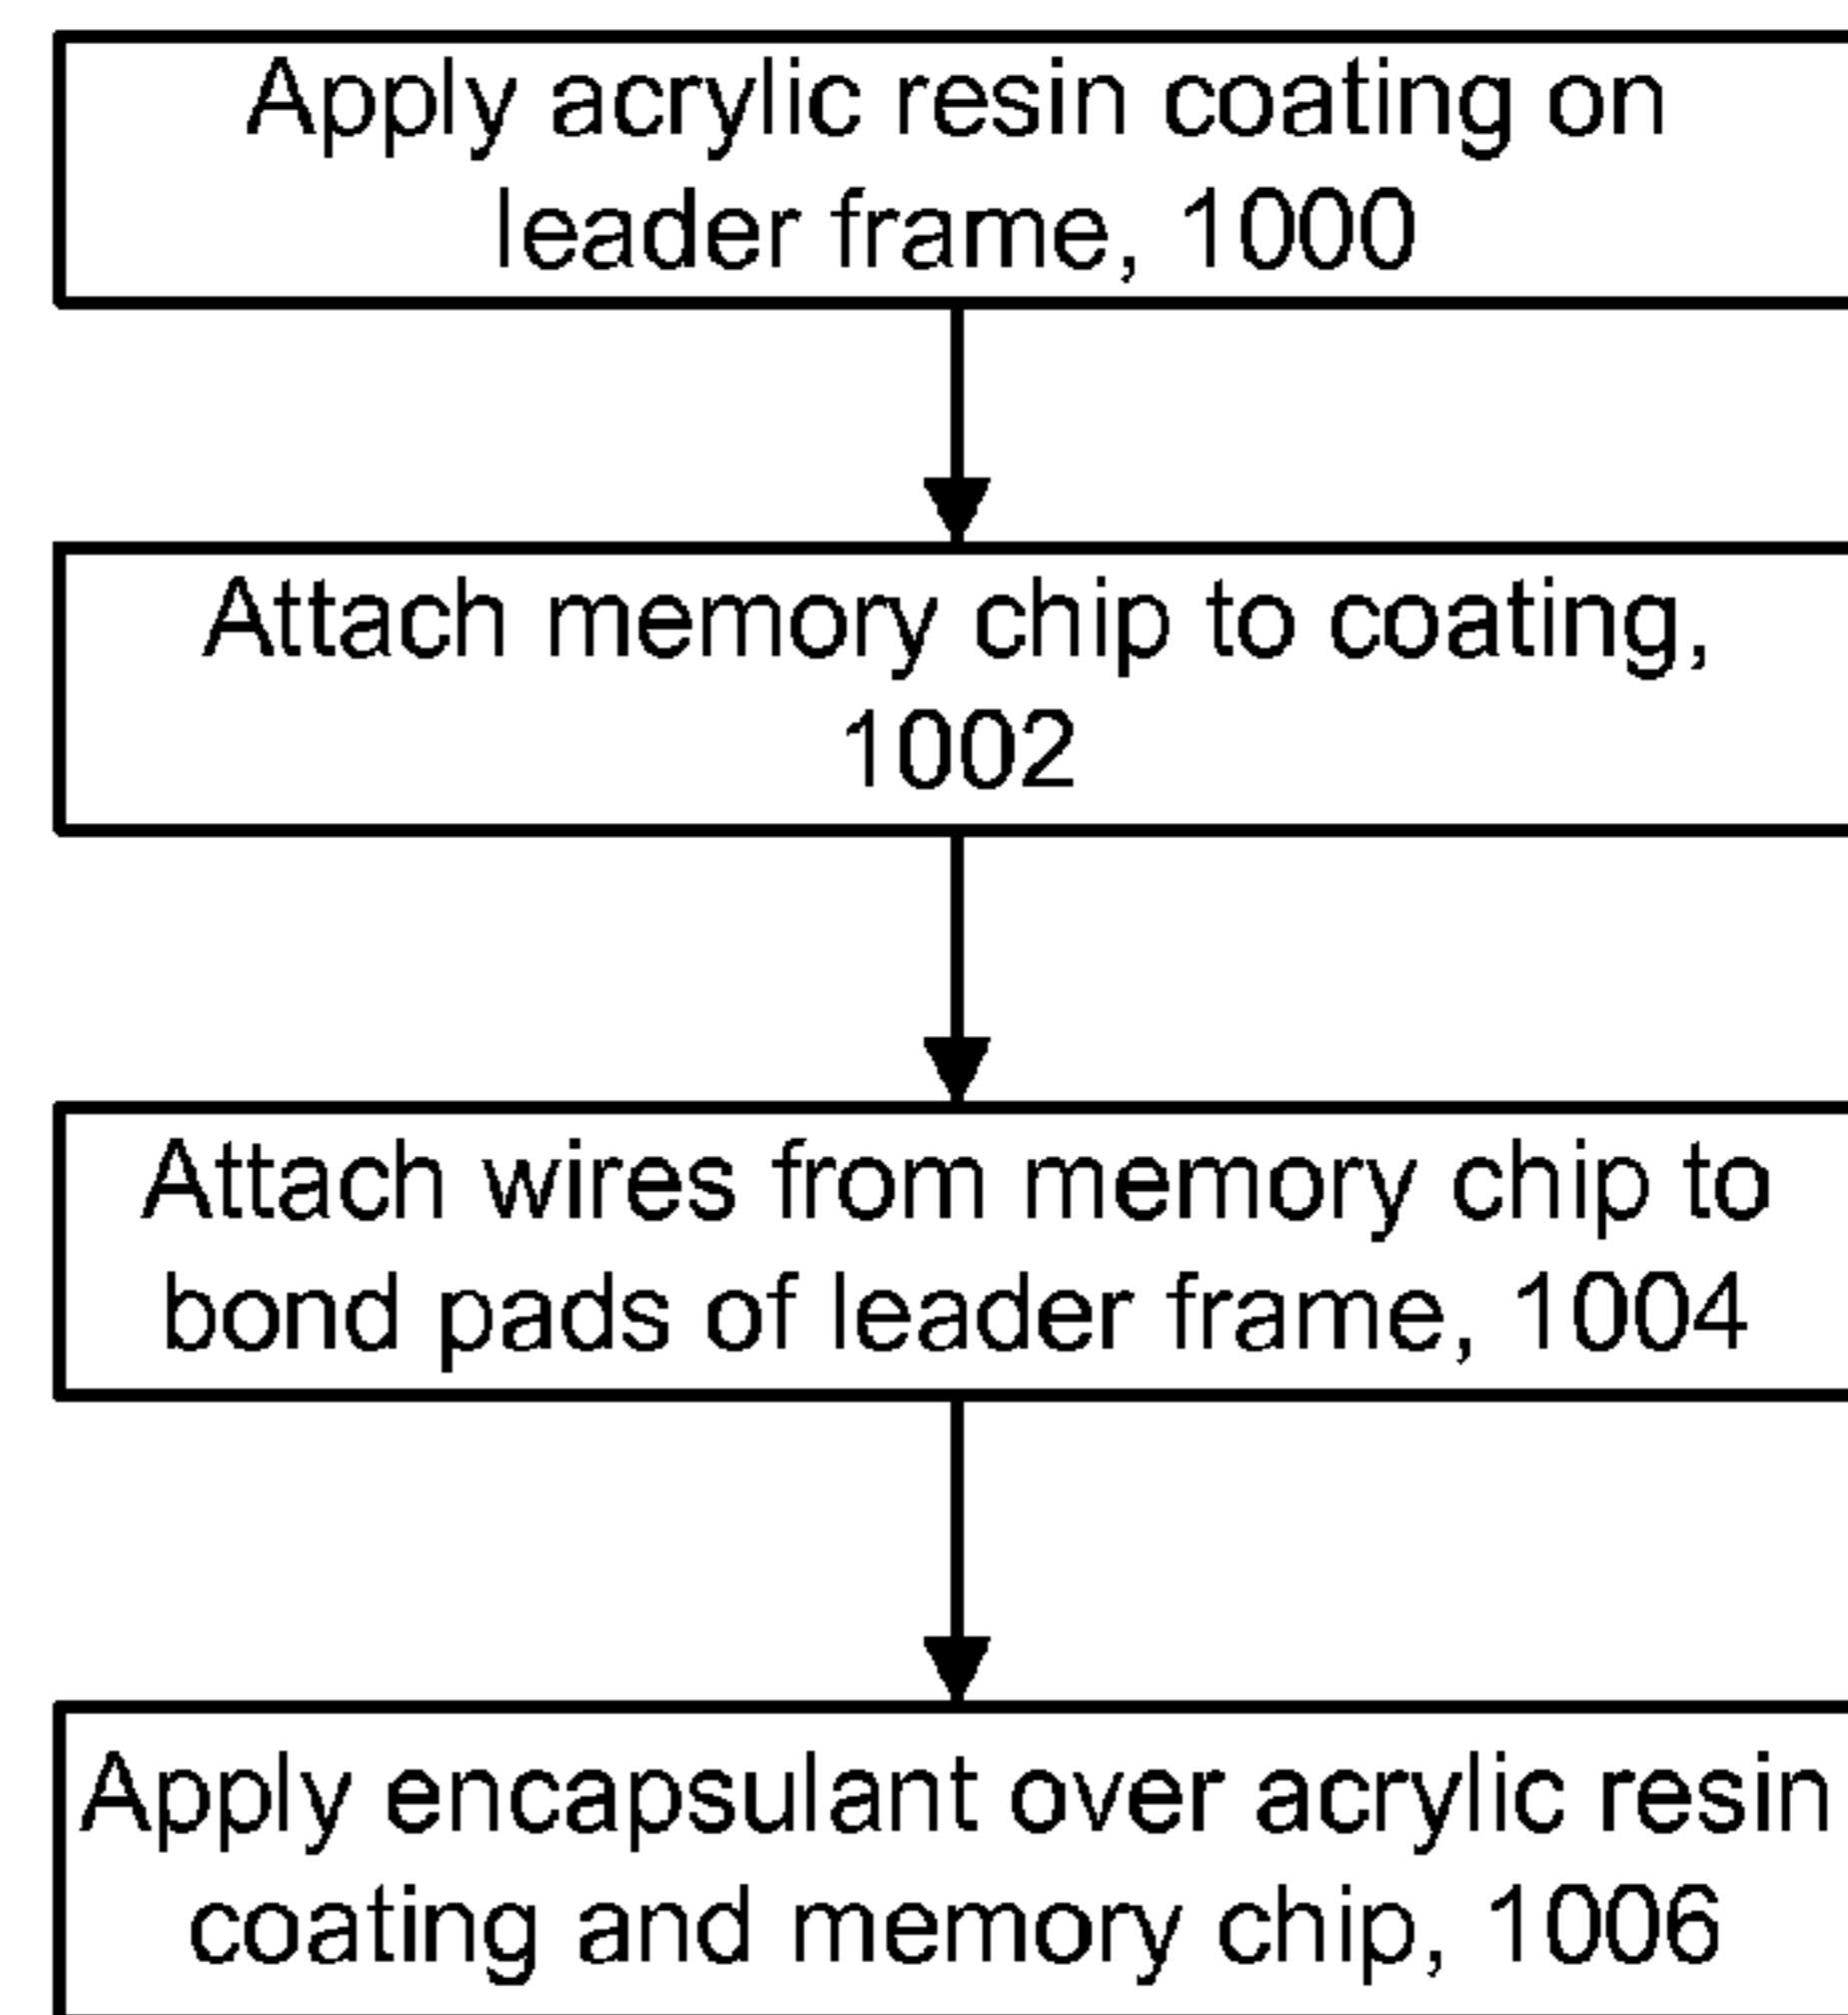 Apply acrylic resin coating on
leader frame, 1000
Attach memory chip to coating,
1002
Attach wires from memory chip to
bond pads of leader frame, 1004
Apply encapsulant over acrylic resin
coating and memory chip, 1006